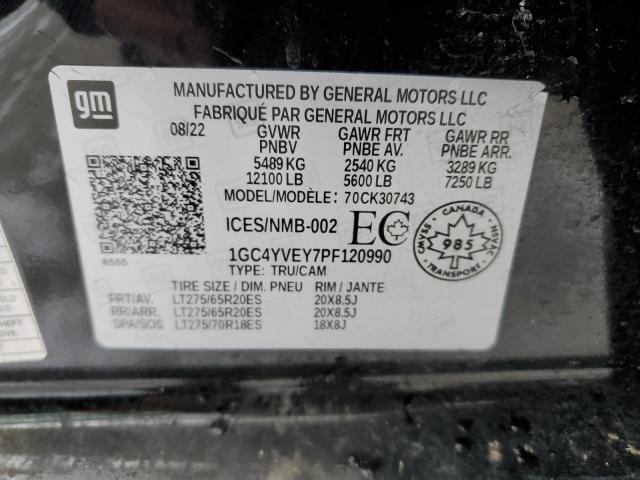 gm
MANUFACTURED BY GENERAL MOTORS LLC
FABRIQUÉ PAR GENERAL MOTORS LLC
08/22 GVWR GAWR FRT GAWR RR
PNBV PNBE AV. PNBE ARR.
5489 KG 2540 KG 3289 KG
12100 LB 5600 LB 7250 LB
MODEL/MODÈLE: 70CK30743
ICES/NMB-002 EC
CMVSS NSVAC
985
TRANSPORT
8555
1GC4YVEY7PF120990
TYPE: TRU/CAM
TIRE SIZE / DIM. PNEU RIM / JANTE
FRT/AV. LT275/65R20ES 20X8.5J
RR/ARR. LT275/65R20ES 20X8.5J
SPA/SOS LT275/70R18ES 18X8J